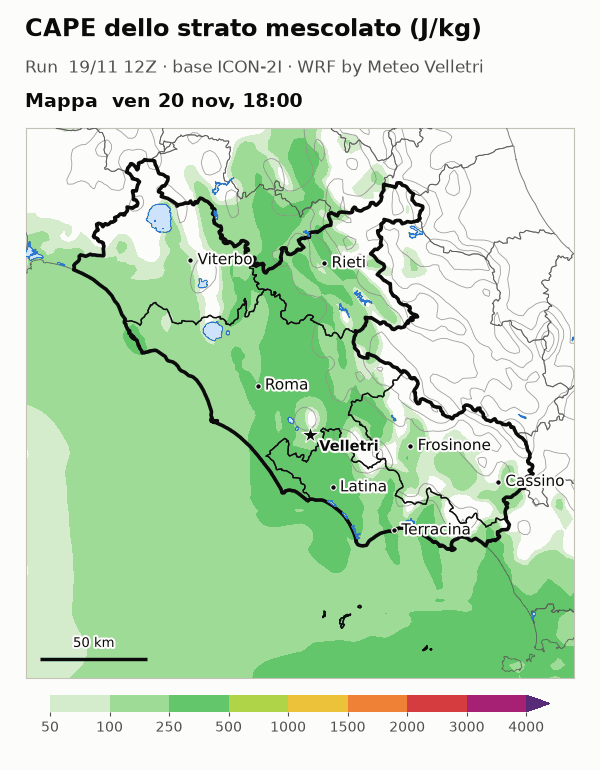 CAPE dello strato mescolato (J/kg)
Run  19/11 12Z · base ICON-2I · WRF by Meteo Velletri
Mappa  ven 20 nov, 18:00
Viterbo
Rieti
Roma
Velletri
Frosinone
Latina
Cassino
Terracina
50 km
50 100 250 500 1000 1500 2000 3000 4000